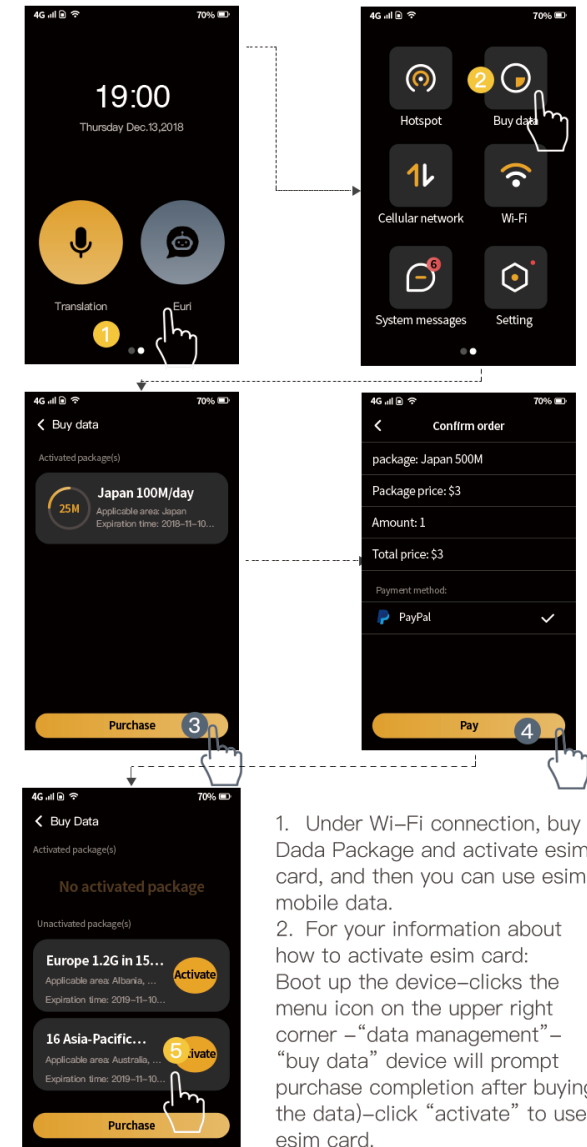 4G 70%
19:00
Thursday Dec.13,2018
Translation Euri
1
4G 70%
2
Hotspot Buy data
Cellular network Wi-Fi
6
System messages Setting
4G 70%
Buy data
Activated package(s)
Japan 100M/day
25M
Applicable area: Japan
Expiration time: 2018-11-10...
Purchase 3
4G 70%
Confirm order
package: Japan 500M
Package price: $3
Amount: 1
Total price: $3
Payment method:
PayPal
Pay 4
4G 70%
Buy Data
Activated package(s)
No activated package
Unactivated package(s)
Europe 1.2G in 15...
Applicable area: Albania, ...
Activate
Expiration time: 2019-11-10...
16 Asia-Pacific...
Applicable area: Australia, ...
5 ivate
Expiration time: 2019-11-10...
Purchase
1. Under Wi-Fi connection, buy
Dada Package and activate esim
card, and then you can use esim
mobile data.
2. For your information about
how to activate esim card:
Boot up the device-clicks the
menu icon on the upper right
corner -“data management”-
“buy data” device will prompt
purchase completion after buying
the data)-click “activate” to use
esim card.